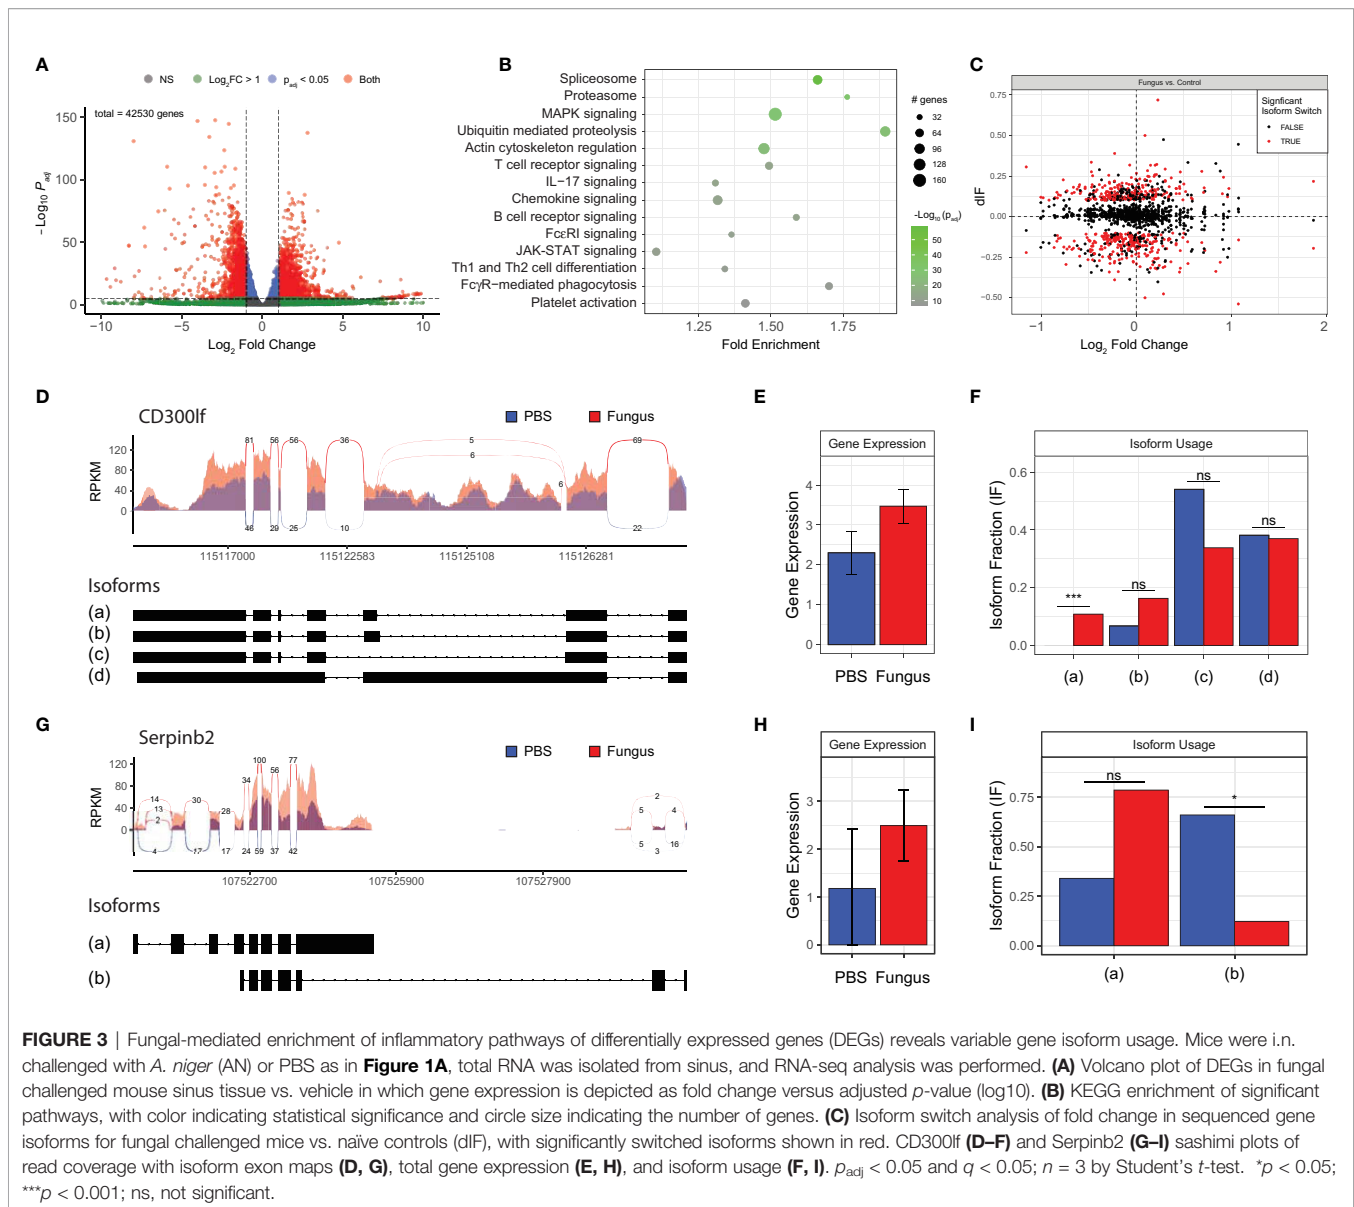 A
NS
Log2FC > 1
padj < 0.05
Both
total = 42530 genes
− Log10 Padj
150
100
50
0
−10
−5
0
5
10
Log2 Fold Change
B
Spliceosome
Proteasome
MAPK signaling
Ubiquitin mediated proteolysis
Actin cytoskeleton regulation
T cell receptor signaling
IL−17 signaling
Chemokine signaling
B cell receptor signaling
FcεRI signaling
JAK-STAT signaling
Th1 and Th2 cell differentiation
FcγR−mediated phagocytosis
Platelet activation
1.25
1.50
1.75
Fold Enrichment
# genes
32
64
96
128
160
-Log10 (padj)
50
40
30
20
10
C
Fungus vs. Control
Signficant
Isoform Switch
FALSE
TRUE
dIF
0.75
0.50
0.25
0.00
−0.25
−0.50
−1
0
1
2
Log2 Fold Change
D
CD300lf
PBS
Fungus
RPKM
120
80
40
0
81
56
56
36
5
6
6
69
46
29
25
10
22
115117000
115122583
115125108
115126281
Isoforms
(a)
(b)
(c)
(d)
E
Gene Expression
Gene Expression
4
3
2
1
0
PBS
Fungus
F
Isoform Usage
Isoform Fraction (IF)
0.6
0.4
0.2
0.0
***
ns
ns
ns
(a)
(b)
(c)
(d)
G
Serpinb2
PBS
Fungus
RPKM
120
80
40
0
14
13
2
30
28
34
100
56
77
2
5
4
4
17
17
24
59
37
42
5
3
16
107522700
107525900
107527900
Isoforms
(a)
(b)
H
Gene Expression
Gene Expression
3
2
1
0
PBS
Fungus
I
Isoform Usage
Isoform Fraction (IF)
0.75
0.50
0.25
0.00
ns
*
(a)
(b)
FIGURE 3 | Fungal-mediated enrichment of inflammatory pathways of differentially expressed genes (DEGs) reveals variable gene isoform usage. Mice were i.n.
challenged with A. niger (AN) or PBS as in Figure 1A, total RNA was isolated from sinus, and RNA-seq analysis was performed. (A) Volcano plot of DEGs in fungal
challenged mouse sinus tissue vs. vehicle in which gene expression is depicted as fold change versus adjusted p-value (log10). (B) KEGG enrichment of significant
pathways, with color indicating statistical significance and circle size indicating the number of genes. (C) Isoform switch analysis of fold change in sequenced gene
isoforms for fungal challenged mice vs. naïve controls (dIF), with significantly switched isoforms shown in red. CD300lf (D–F) and Serpinb2 (G–I) sashimi plots of
read coverage with isoform exon maps (D, G), total gene expression (E, H), and isoform usage (F, I). padj < 0.05 and q < 0.05; n = 3 by Student's t-test. *p < 0.05;
***p < 0.001; ns, not significant.